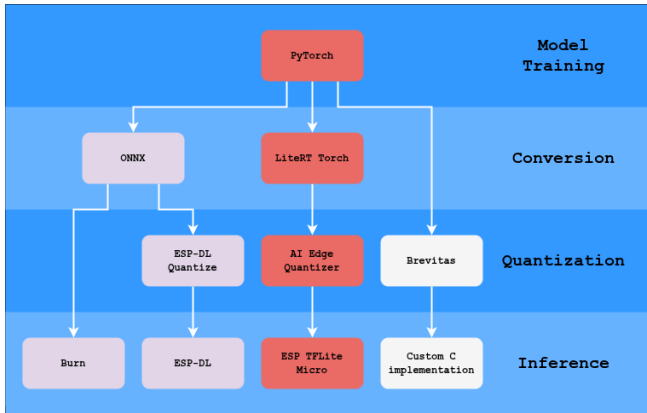 PyTorch
Model
Training
ONNX
LiteRT Torch
Conversion
ESP-DL
Quantize
AI Edge
Quantizer
Brevitas
Quantization
Burn
ESP-DL
ESP TFLite
Micro
Custom C
implementation
Inference